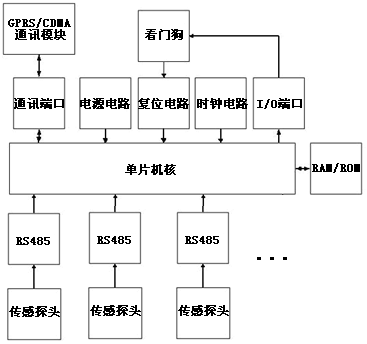 GPRS/CDMA
通讯模块
看门狗
通讯端口
电源电路
复位电路
时钟电路
I/O端口
单片机核
RAM/ROM
RS485
RS485
RS485
...
传感探头
传感探头
传感探头